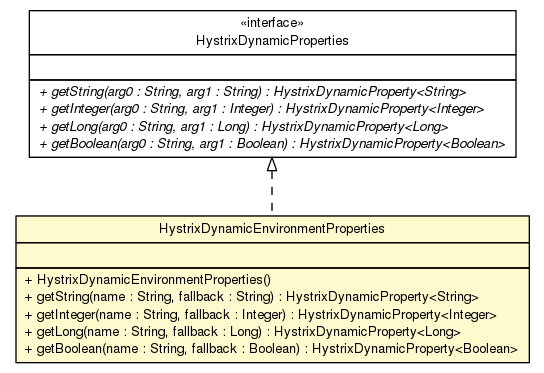 «interface»
HystrixDynamicProperties
+ getString(arg0 : String, arg1 : String) : HystrixDynamicProperty<String>
+ getInteger(arg0 : String, arg1 : Integer) : HystrixDynamicProperty<Integer>
+ getLong(arg0 : String, arg1 : Long) : HystrixDynamicProperty<Long>
+ getBoolean(arg0 : String, arg1 : Boolean) : HystrixDynamicProperty<Boolean>
HystrixDynamicEnvironmentProperties
+ HystrixDynamicEnvironmentProperties()
+ getString(name : String, fallback : String) : HystrixDynamicProperty<String>
+ getInteger(name : String, fallback : Integer) : HystrixDynamicProperty<Integer>
+ getLong(name : String, fallback : Long) : HystrixDynamicProperty<Long>
+ getBoolean(name : String, fallback : Boolean) : HystrixDynamicProperty<Boolean>